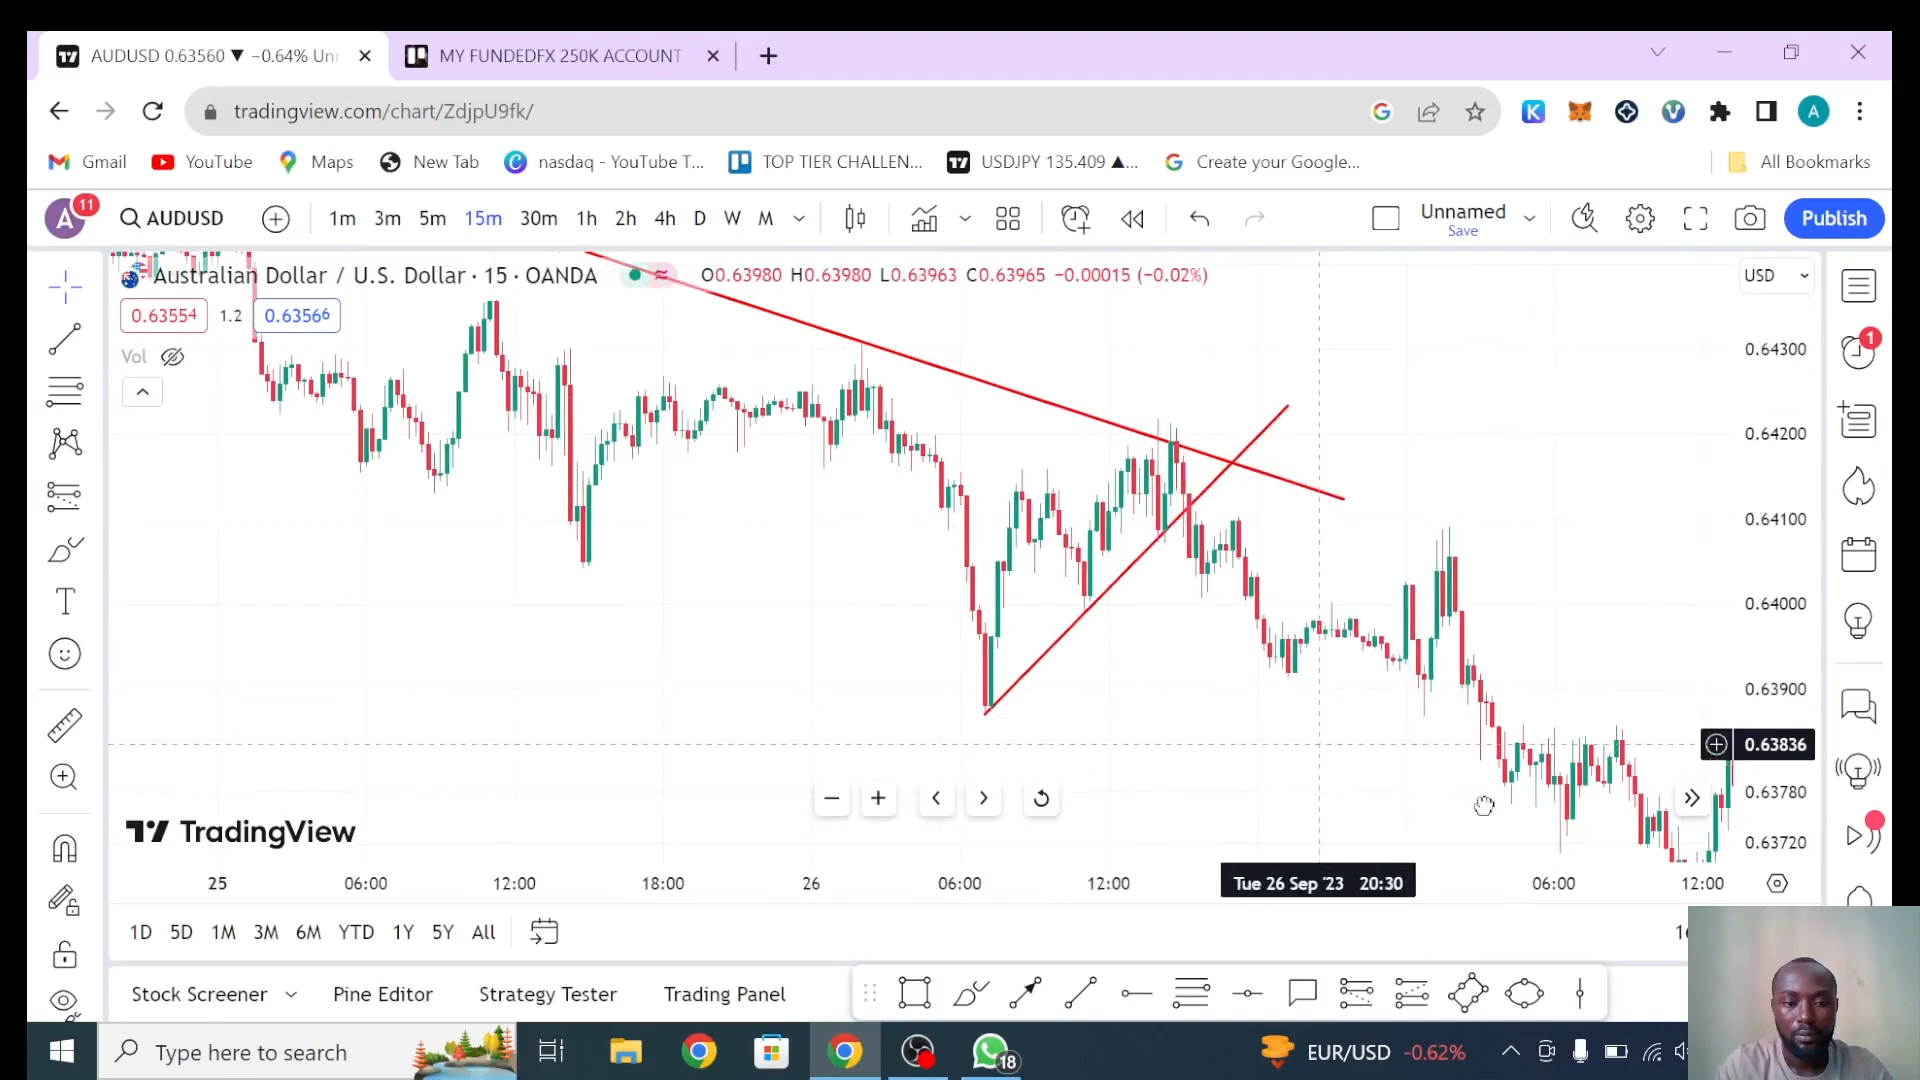 AUDUSD 0.63560 ▼ −0.64% Un
MY FUNDEDFX 250K ACCOUNT
tradingview.com/chart/ZdjpU9fk/
Gmail YouTube Maps New Tab nasdaq - YouTube T... TOP TIER CHALLEN... USDJPY 135.409 ▲... Create your Google... All Bookmarks
A 11 AUDUSD 1m 3m 5m 15m 30m 1h 2h 4h D W M Unnamed Publish
Save
Australian Dollar / U.S. Dollar · 15 · OANDA O0.63980 H0.63980 L0.63963 C0.63965 −0.00015 (−0.02%) USD
0.63554 1.2 0.63566
Vol
0.64300
1
0.64200
0.64100
0.64000
0.63900
0.63836
0.63780
TradingView
0.63720
25 06:00 12:00 18:00 26 06:00 12:00 Tue 26 Sep '23 20:30 06:00 12:00
1D 5D 1M 3M 6M YTD 1Y 5Y All
Stock Screener Pine Editor Strategy Tester Trading Panel
Type here to search 18 EUR/USD -0.62%